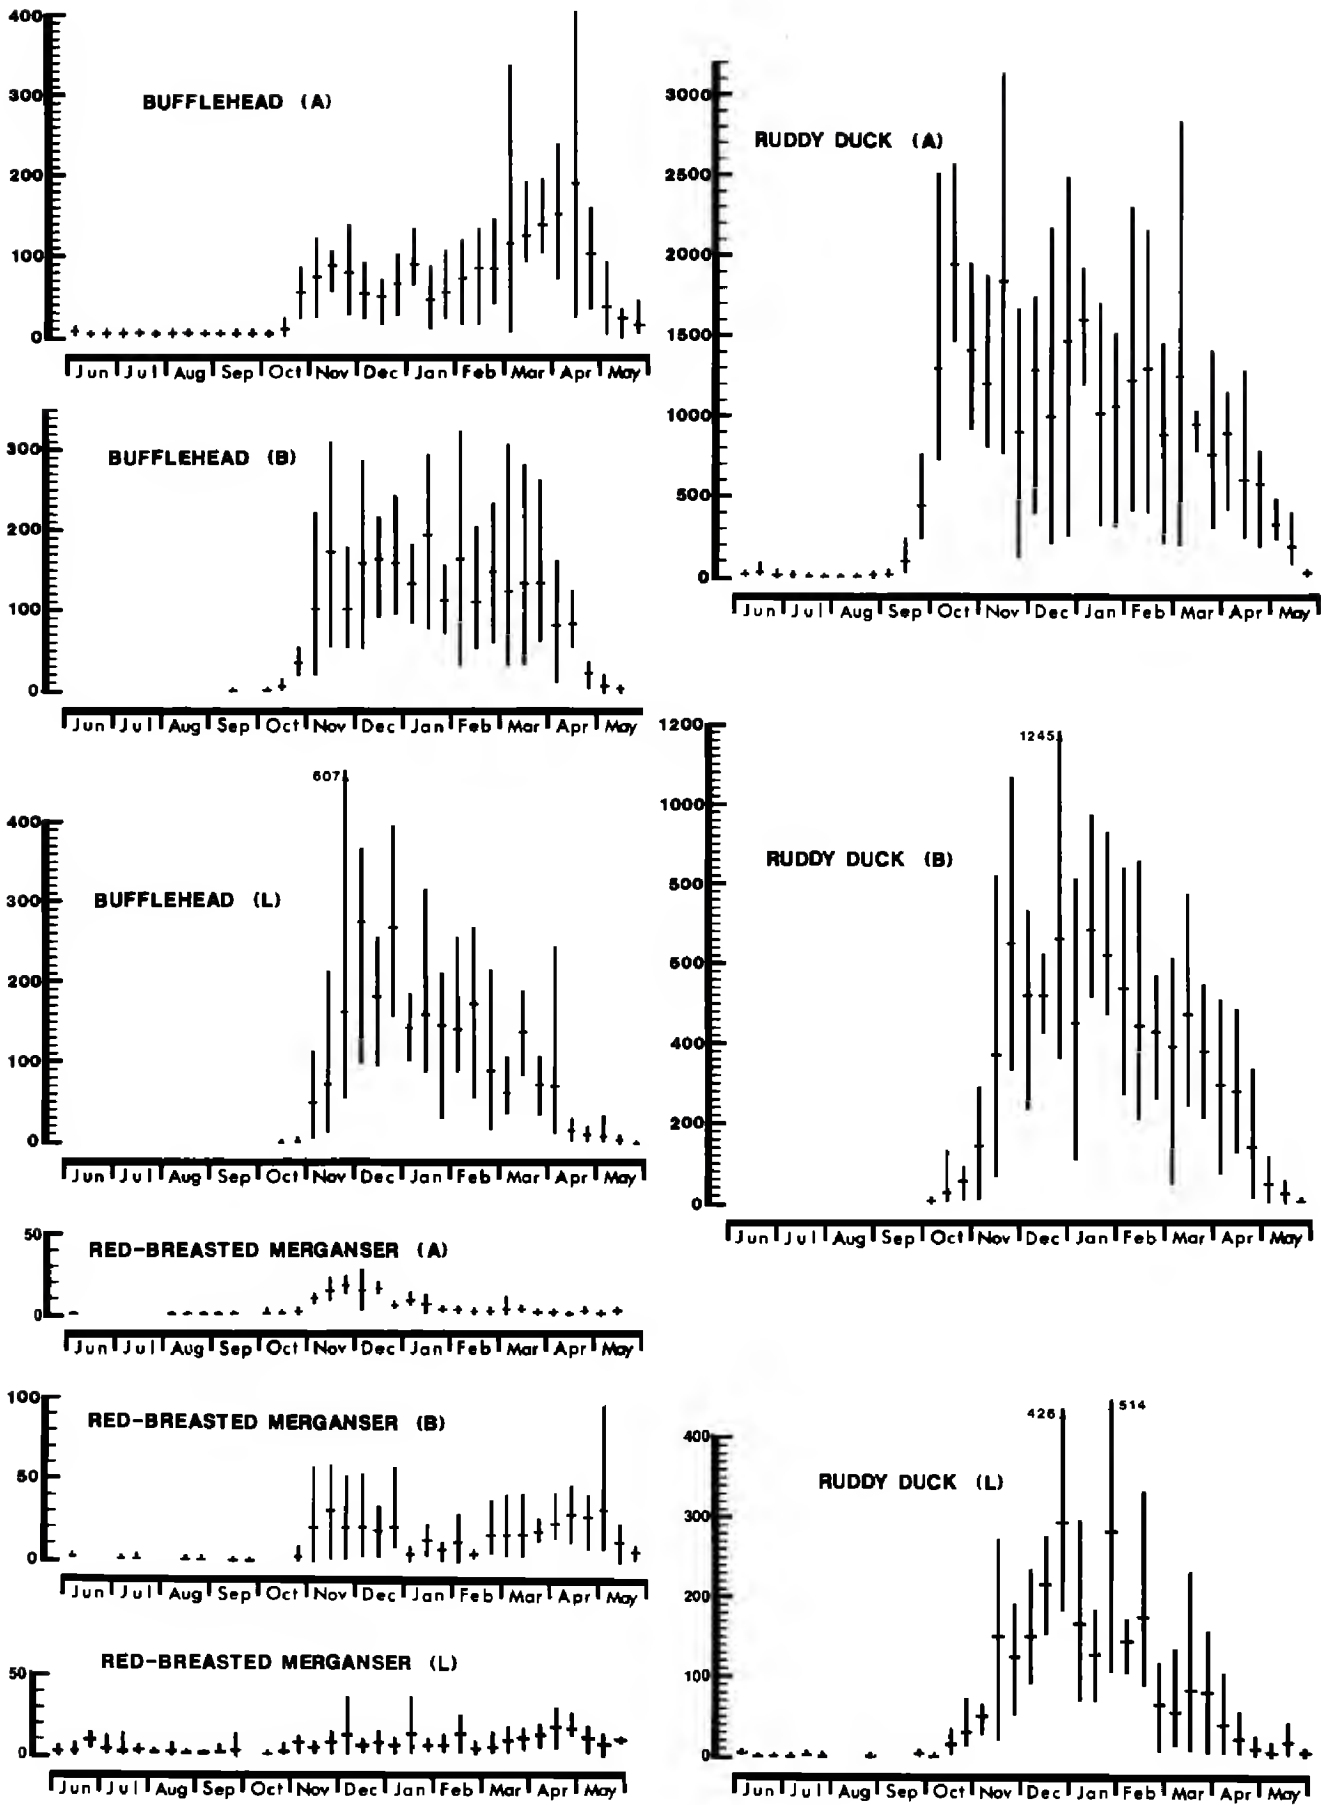 400
300
200
100
0
BUFFLEHEAD (A)
Jun Jul Aug Sep Oct Nov Dec Jan Feb Mar Apr May
300
200
100
0
BUFFLEHEAD (B)
Jun Jul Aug Sep Oct Nov Dec Jan Feb Mar Apr May
607
400
300
200
100
0
BUFFLEHEAD (L)
Jun Jul Aug Sep Oct Nov Dec Jan Feb Mar Apr May
50
0
RED-BREASTED MERGANSER (A)
Jun Jul Aug Sep Oct Nov Dec Jan Feb Mar Apr May
100
50
0
RED-BREASTED MERGANSER (B)
Jun Jul Aug Sep Oct Nov Dec Jan Feb Mar Apr May
50
0
RED-BREASTED MERGANSER (L)
Jun Jul Aug Sep Oct Nov Dec Jan Feb Mar Apr May
3000
2500
2000
1500
1000
500
0
RUDDY DUCK (A)
Jun Jul Aug Sep Oct Nov Dec Jan Feb Mar Apr May
1200
1245
1000
500
500
400
200
0
RUDDY DUCK (B)
Jun Jul Aug Sep Oct Nov Dec Jan Feb Mar Apr May
426
514
400
300
200
100
0
RUDDY DUCK (L)
Jun Jul Aug Sep Oct Nov Dec Jan Feb Mar Apr May